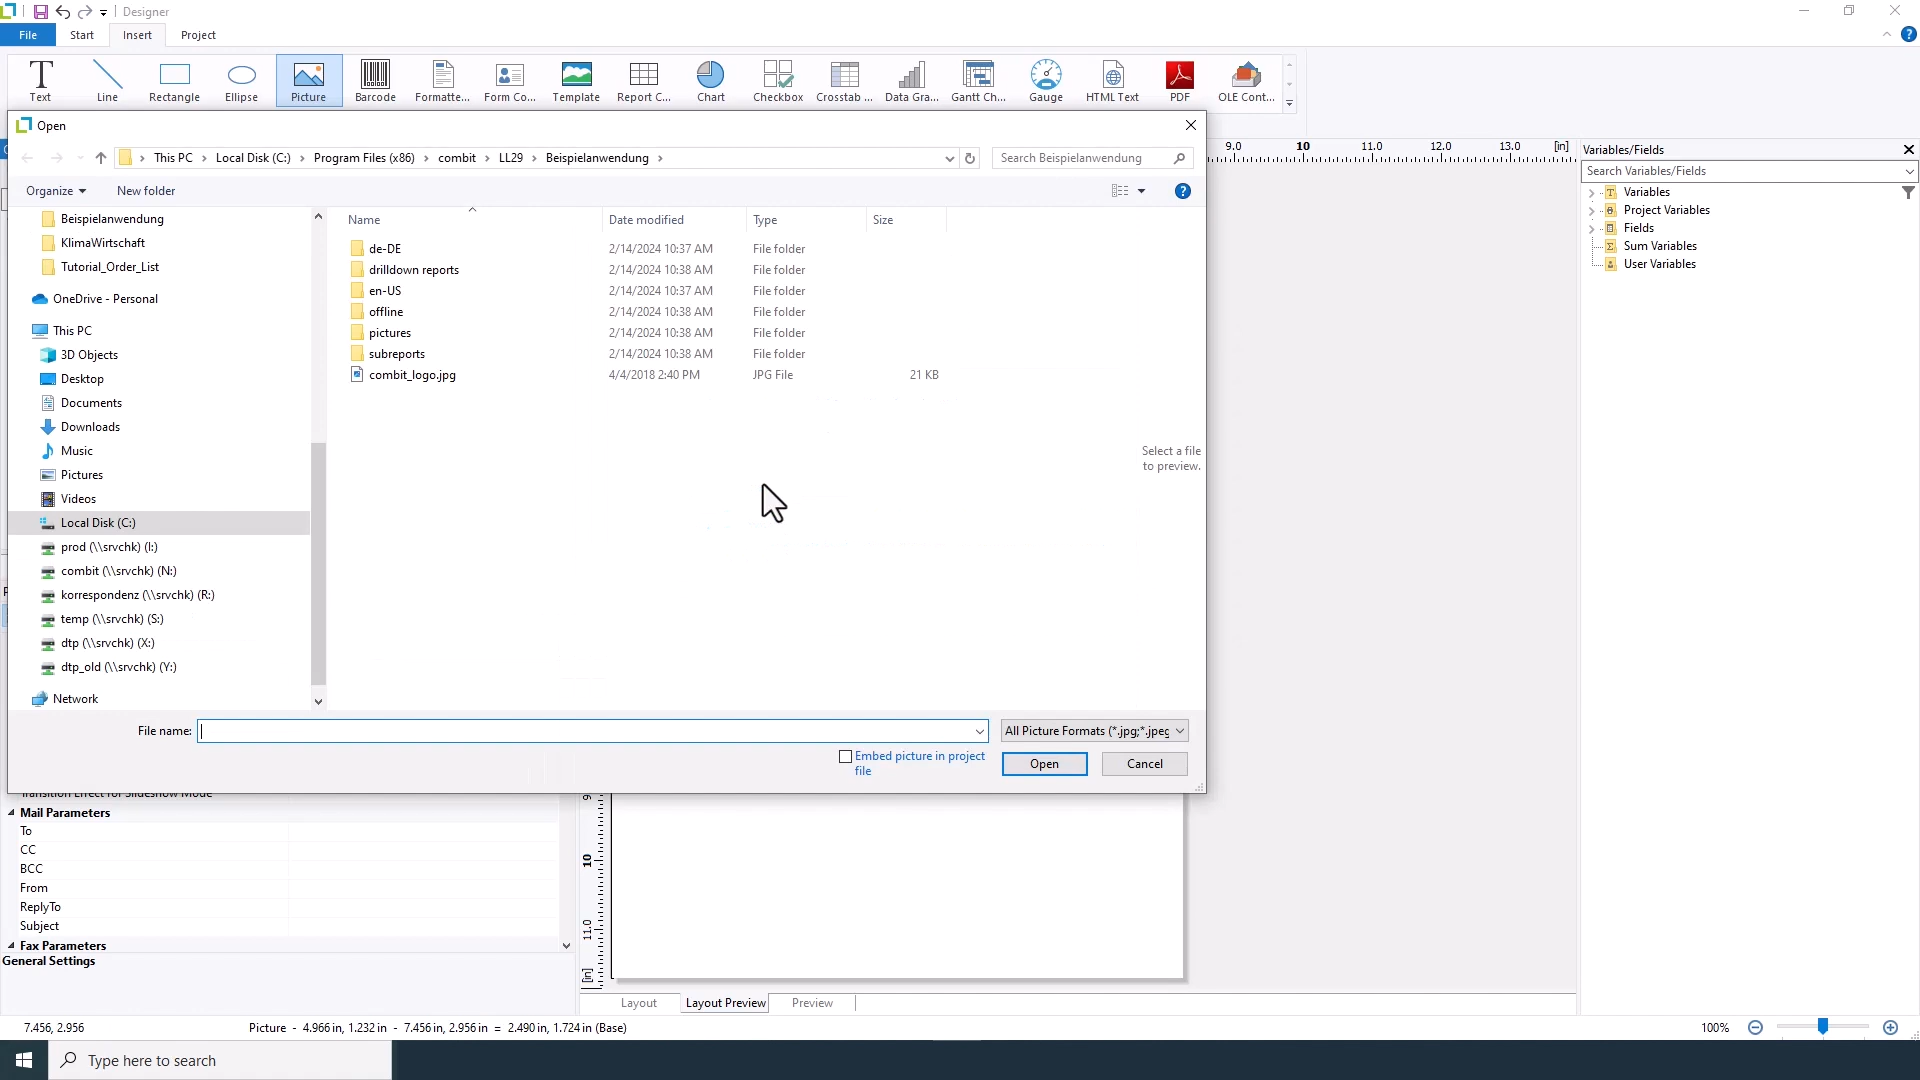 Designer
File Start Insert Project
Text Line Rectangle Ellipse Picture Barcode Formatte... Form Co... Template Report C... Chart Checkbox Crosstab ... Data Gra... Gantt Ch... Gauge HTML Text PDF OLE Cont...
Open
This PC Local Disk (C:) Program Files (x86) combit LL29 Beispielanwendung
Search Beispielanwendung
Organize New folder
Beispielanwendung
KlimaWirtschaft
Tutorial_Order_List
OneDrive - Personal
This PC
3D Objects
Desktop
Documents
Downloads
Music
Pictures
Videos
Local Disk (C:)
prod (\\srvchk) (I:)
combit (\\srvchk) (N:)
korrespondenz (\\srvchk) (R:)
temp (\\srvchk) (S:)
dtp (\\srvchk) (X:)
dtp_old (\\srvchk) (Y:)
Network
Name Date modified Type Size
de-DE 2/14/2024 10:37 AM File folder
drilldown reports 2/14/2024 10:38 AM File folder
en-US 2/14/2024 10:37 AM File folder
offline 2/14/2024 10:38 AM File folder
pictures 2/14/2024 10:38 AM File folder
subreports 2/14/2024 10:38 AM File folder
combit_logo.jpg 4/4/2018 2:40 PM JPG File 21 KB
Select a file
to preview.
File name:
All Picture Formats (*.jpg;*.jpeg
Embed picture in project
file
Open Cancel
9.0 10 11.0 12.0 13.0 [in]
Variables/Fields
Search Variables/Fields
Variables
Project Variables
Fields
Sum Variables
User Variables
Transition Effect for Slideshow Mode
Mail Parameters
To
CC
BCC
From
ReplyTo
Subject
Fax Parameters
General Settings
10
11.0
[in]
Layout Layout Preview Preview
7.456, 2.956 Picture - 4.966 in, 1.232 in - 7.456 in, 2.956 in = 2.490 in, 1.724 in (Base) 100%
Type here to search